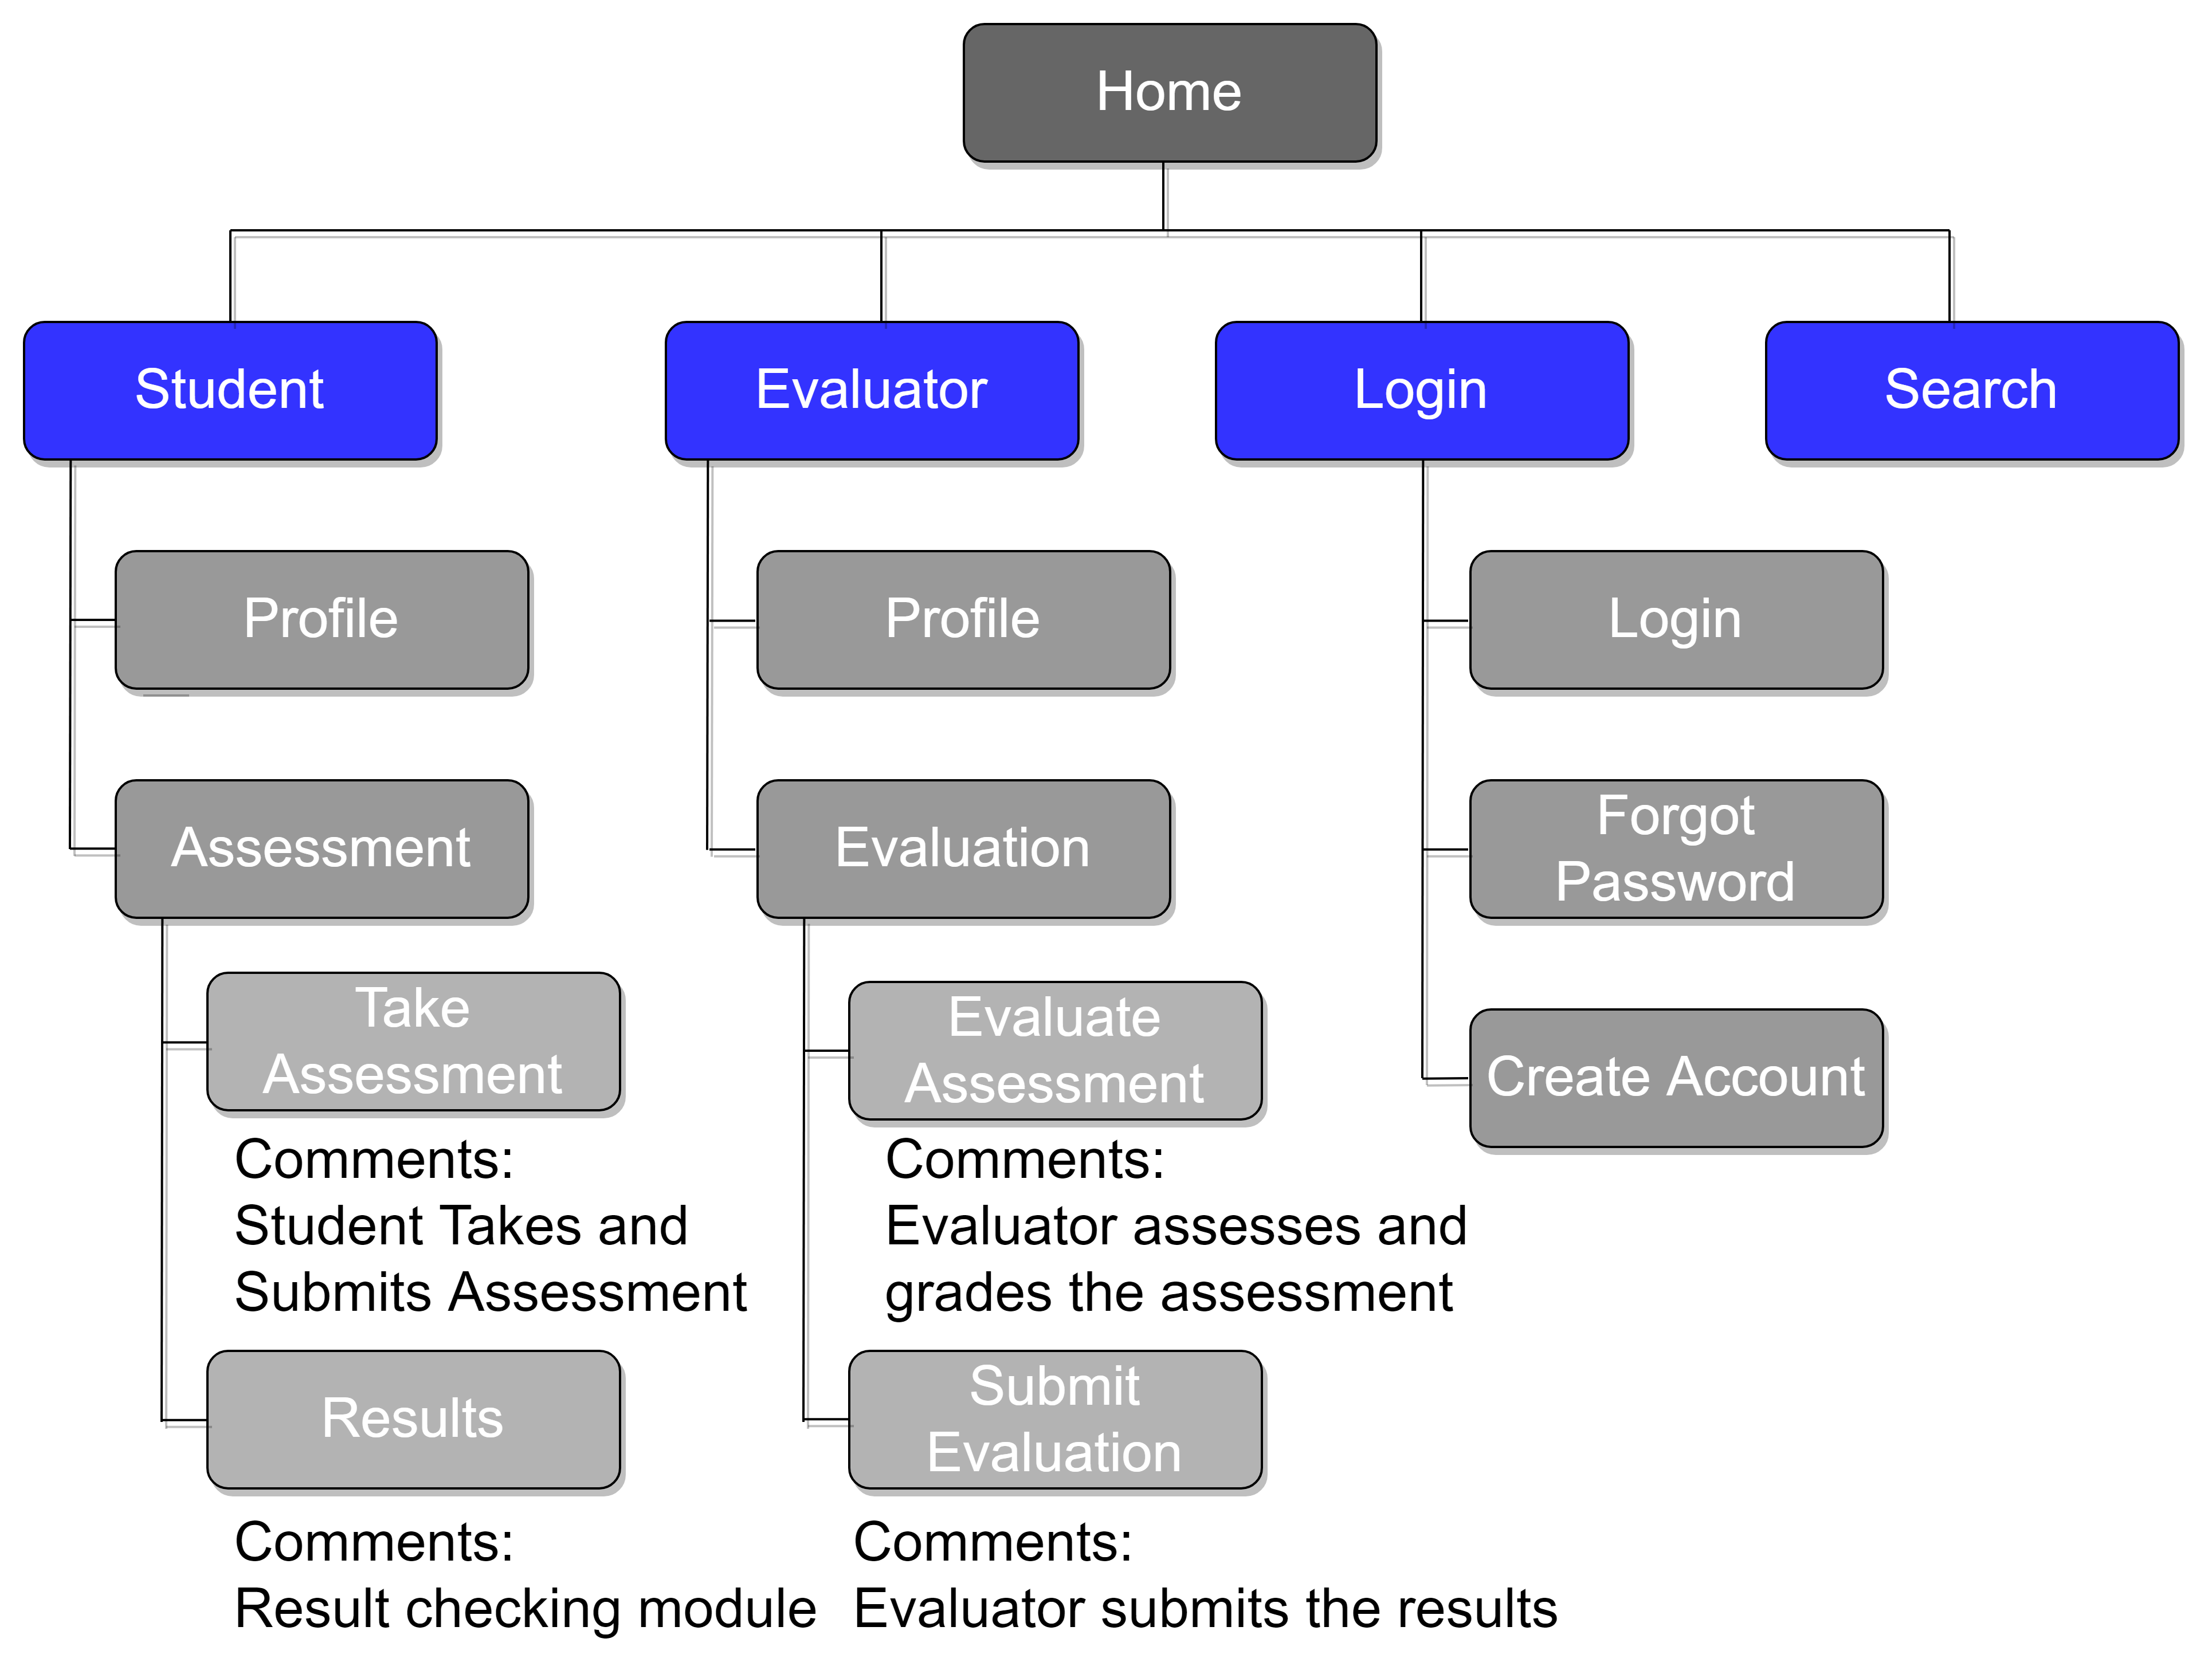 Home
Student
Evaluator
Login
Search
Profile
Profile
Login
Assessment
Evaluation
Forgot
Password
Take
Assessment
Evaluate
Assessment
Create Account
Comments:
Student Takes and
Submits Assessment
Comments:
Evaluator assesses and
grades the assessment
Results
Submit
Evaluation
Comments:
Result checking module
Comments:
Evaluator submits the results